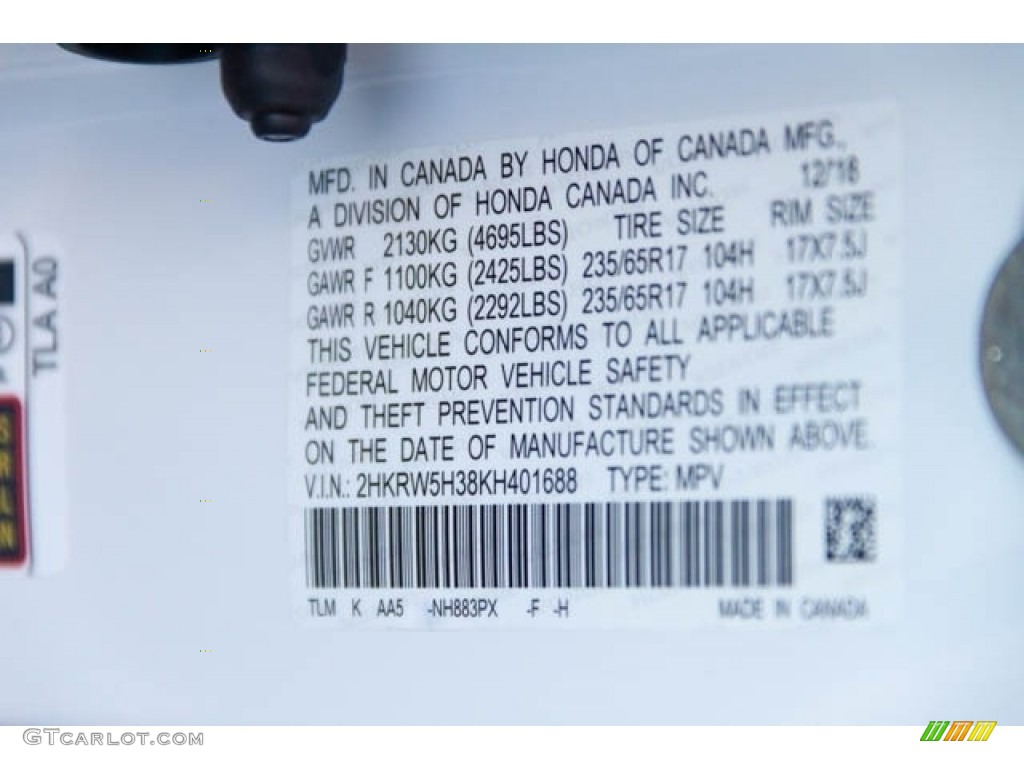 MFD. IN CANADA BY HONDA OF CANADA MFG.,
A DIVISION OF HONDA CANADA INC. 12/18
GVWR 2130KG (4695LBS) TIRE SIZE RIM SIZE
GAWR F 1100KG (2425LBS) 235/65R17 104H 17X7.5J
GAWR R 1040KG (2292LBS) 235/65R17 104H 17X7.5J
THIS VEHICLE CONFORMS TO ALL APPLICABLE
FEDERAL MOTOR VEHICLE SAFETY
AND THEFT PREVENTION STANDARDS IN EFFECT
ON THE DATE OF MANUFACTURE SHOWN ABOVE.
V.I.N.: 2HKRW5H38KH401688 TYPE: MPV
TLM K AA5 -NH883PX -F -H MADE IN CANADA
TLA A0
GTCARLOT.COM